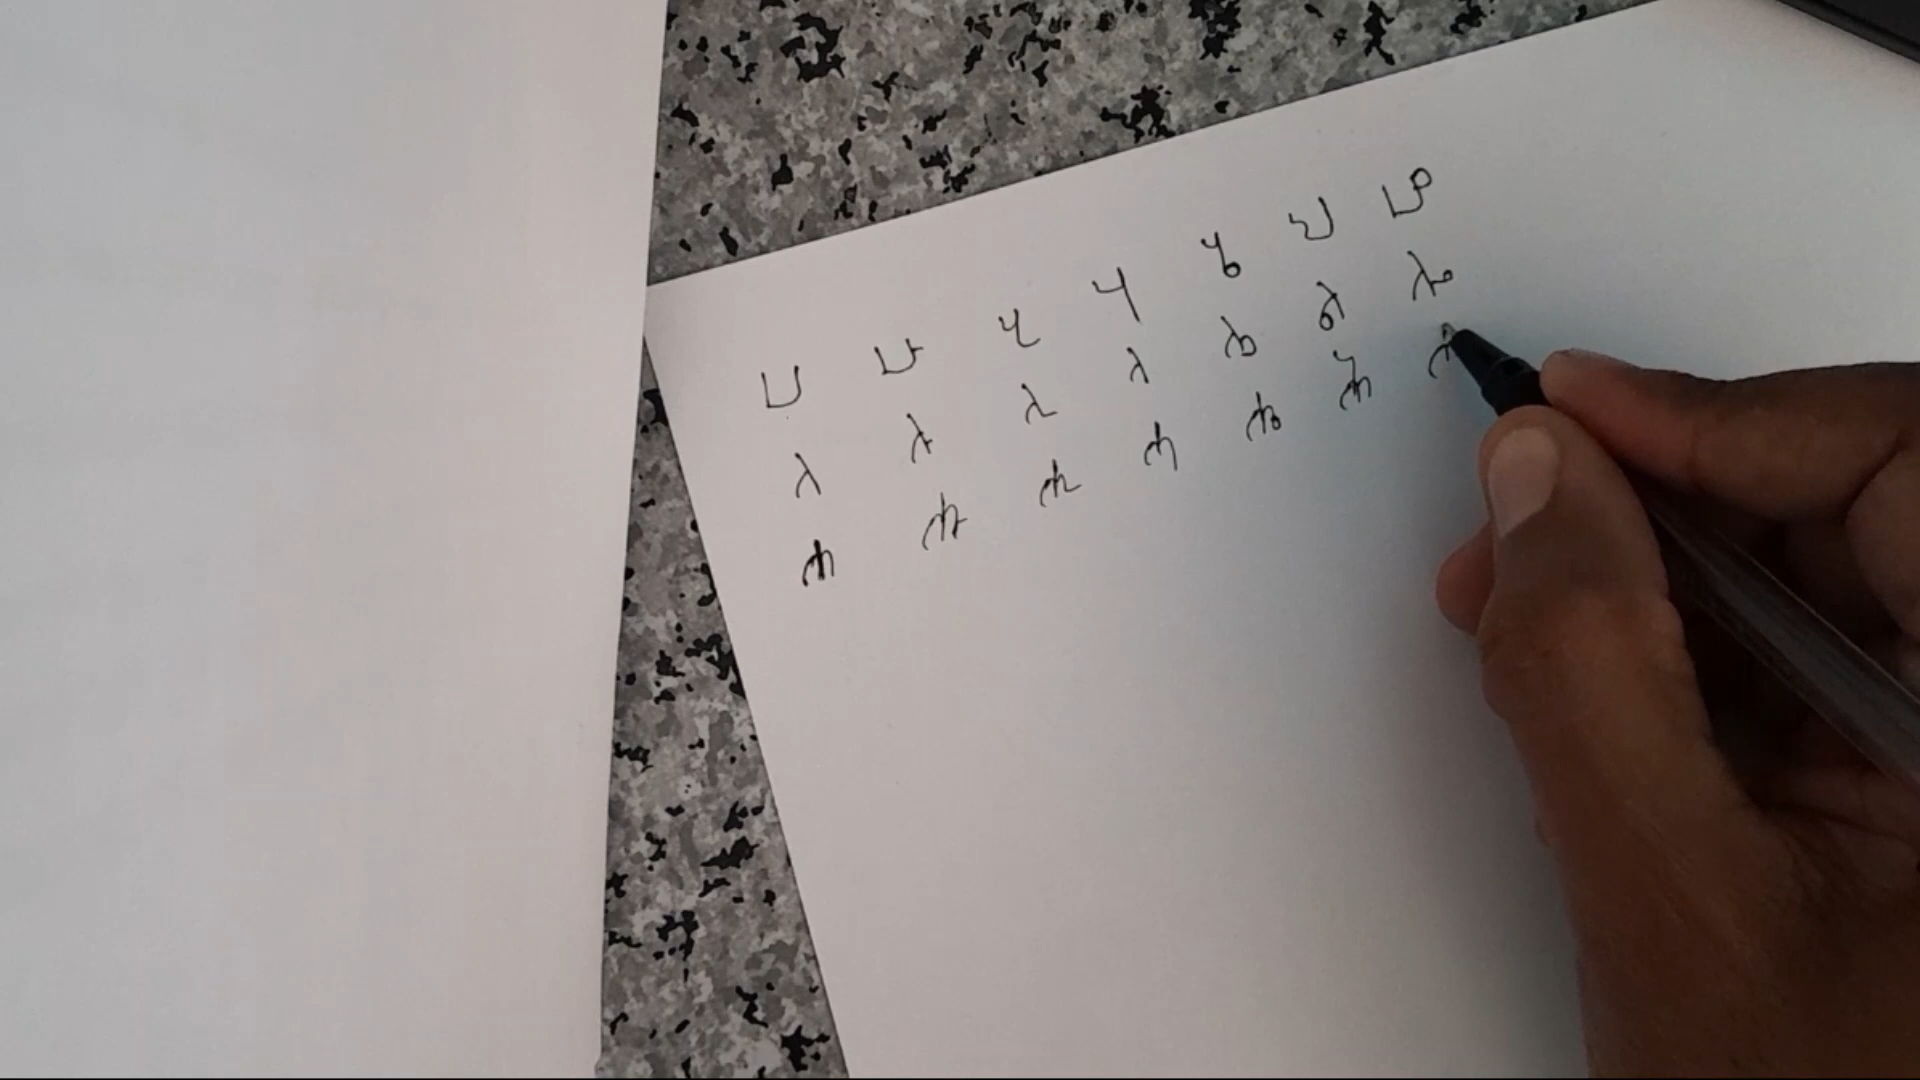 ሀ ሁ ሂ ሃ ሄ ህ ሆ
ለ ሉ ሊ ላ ሌ ል ሎ
ሐ ሑ ሒ ሓ ሔ ሕ